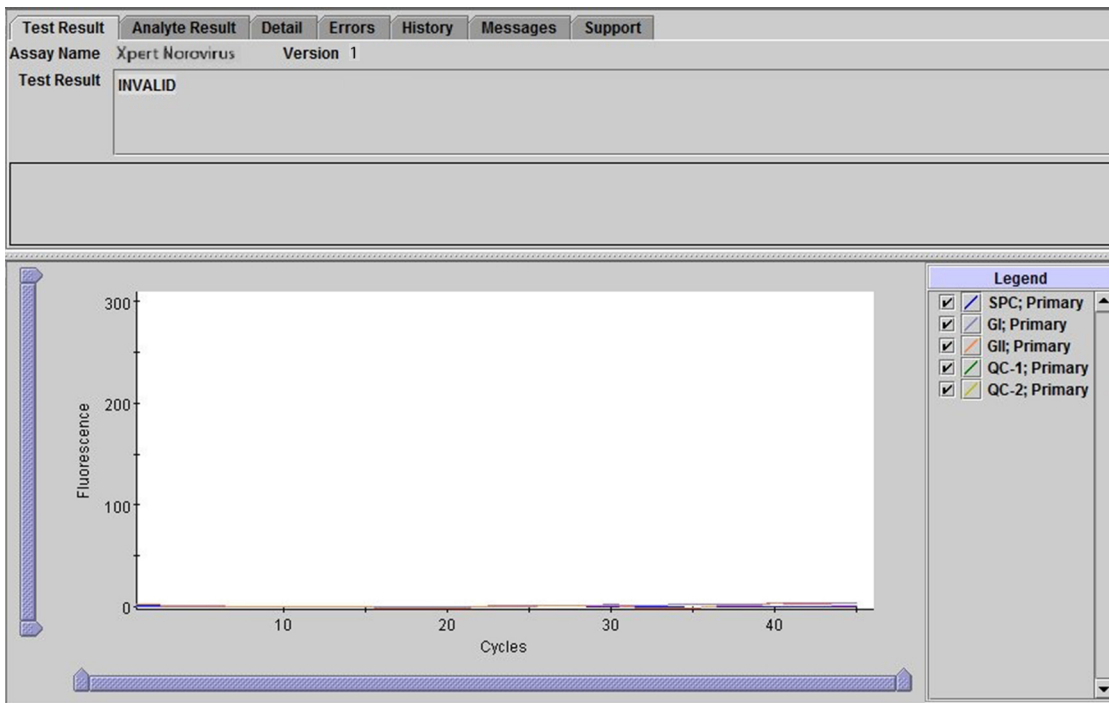 Test Result Analyte Result Detail Errors History Messages Support
Assay Name Xpert Norovirus Version 1
Test Result INVALID
Legend
SPC; Primary
GI; Primary
GII; Primary
QC-1; Primary
QC-2; Primary
300
200
100
0
Fluorescence
10 20 30 40
Cycles